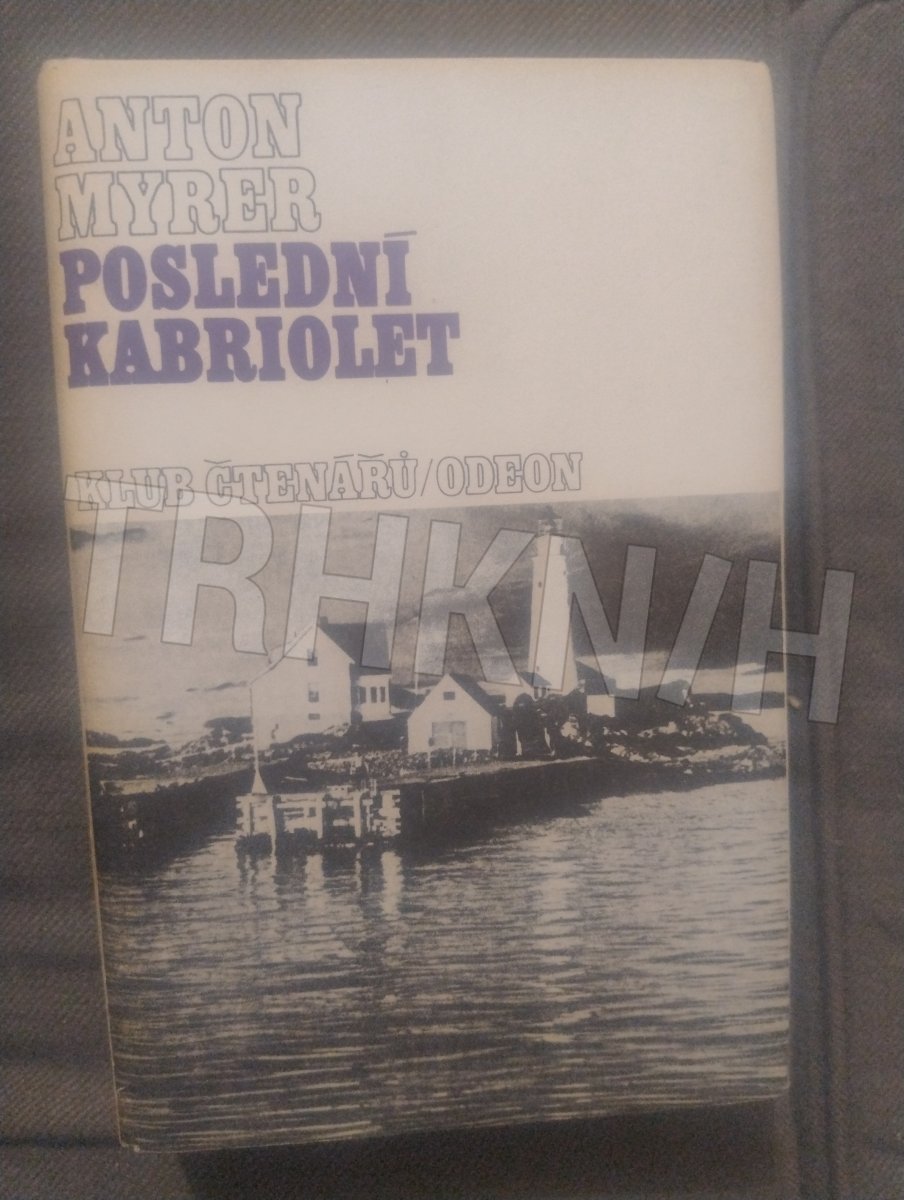 ANTON
MYRER
POSLEDNÍ
KABRIOLET
KLUB ČTENÁŘŮ/ODEON
TRHKNIH